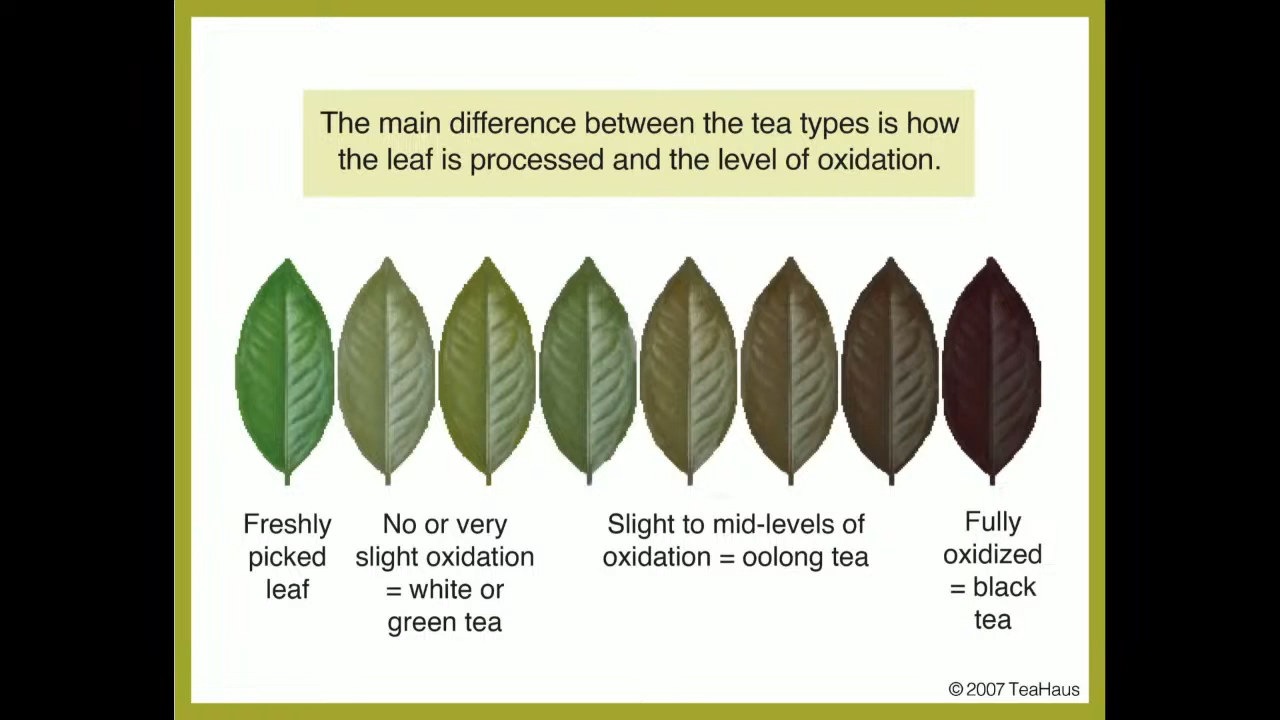 The main difference between the tea types is how
the leaf is processed and the level of oxidation.
Freshly
picked
leaf
No or very
slight oxidation
= white or
green tea
Slight to mid-levels of
oxidation = oolong tea
Fully
oxidized
= black
tea
© 2007 TeaHaus